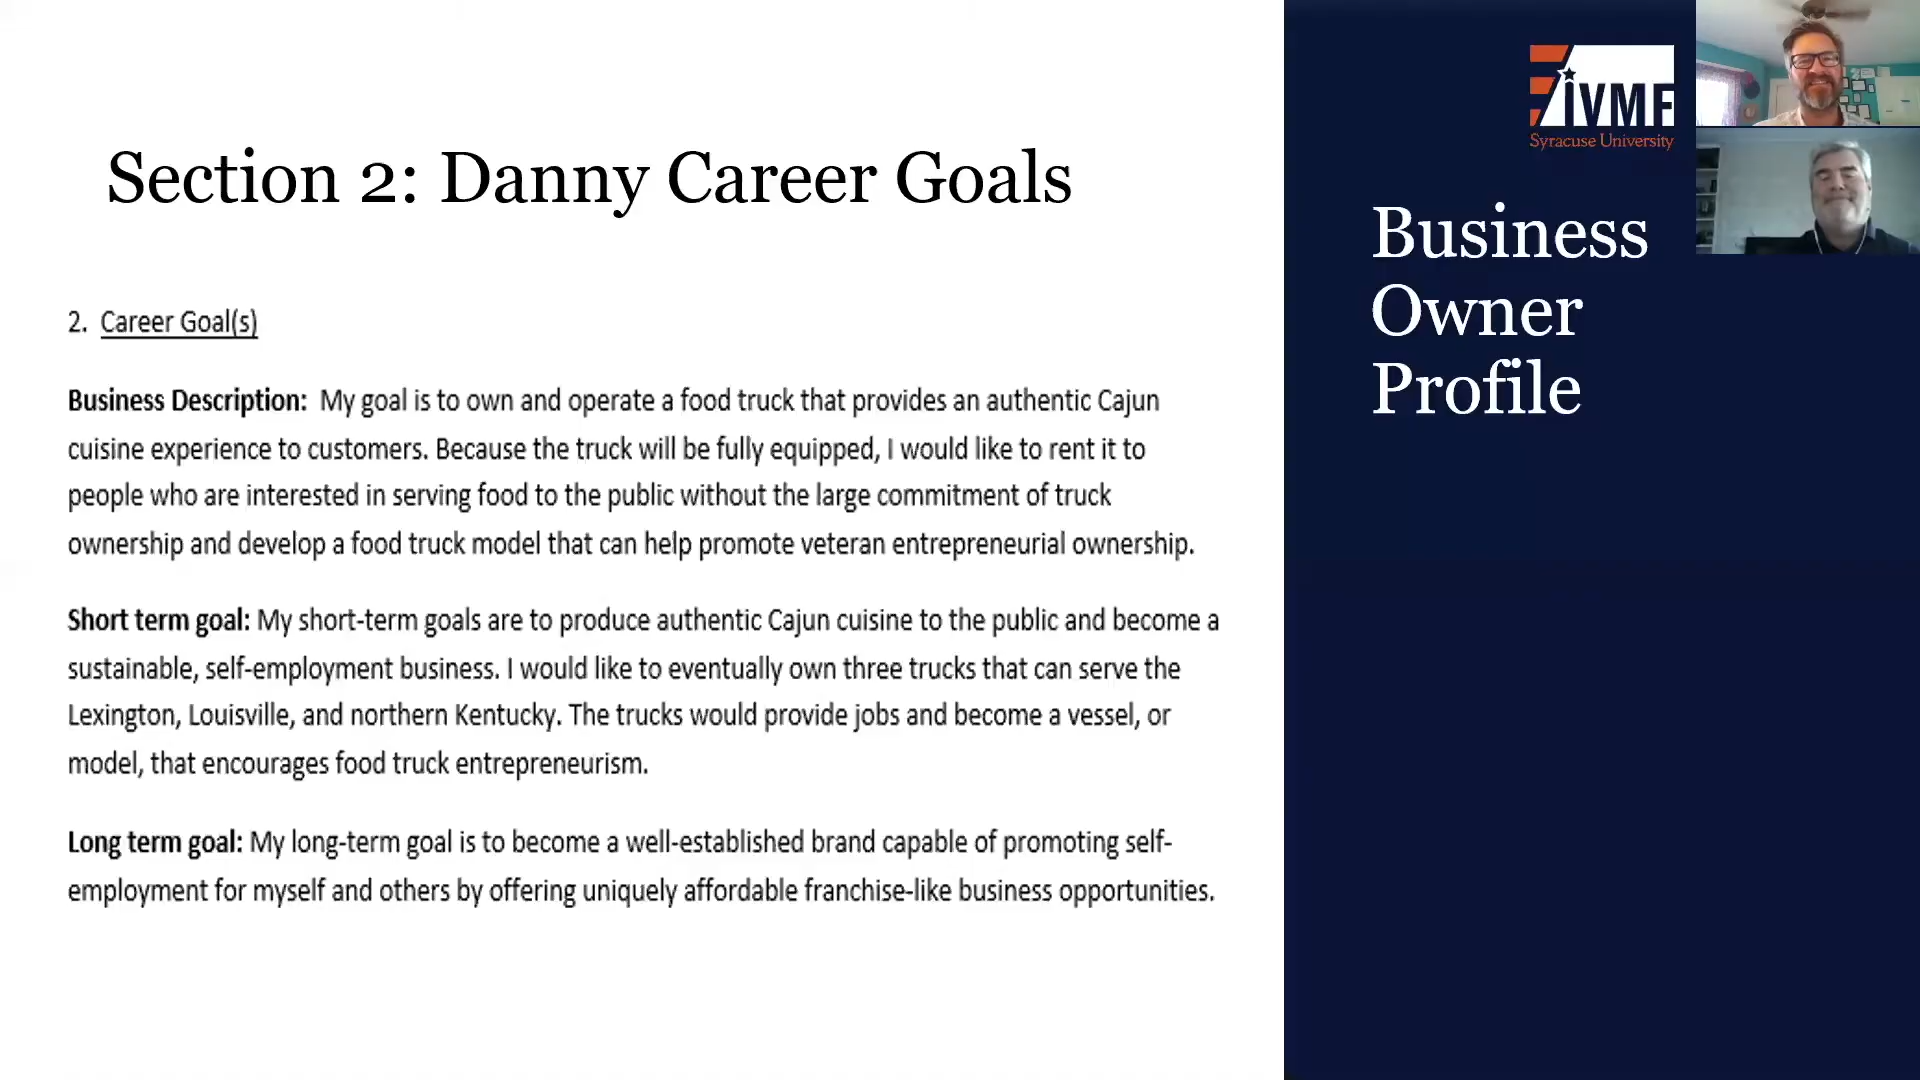 Section 2: Danny Career Goals
2. Career Goal(s)
Business Description: My goal is to own and operate a food truck that provides an authentic Cajun
cuisine experience to customers. Because the truck will be fully equipped, I would like to rent it to
people who are interested in serving food to the public without the large commitment of truck
ownership and develop a food truck model that can help promote veteran entrepreneurial ownership.
Short term goal: My short-term goals are to produce authentic Cajun cuisine to the public and become a
sustainable, self-employment business. I would like to eventually own three trucks that can serve the
Lexington, Louisville, and northern Kentucky. The trucks would provide jobs and become a vessel, or
model, that encourages food truck entrepreneurism.
Long term goal: My long-term goal is to become a well-established brand capable of promoting self-
employment for myself and others by offering uniquely affordable franchise-like business opportunities.
IVMF
Syracuse University
Business
Owner
Profile